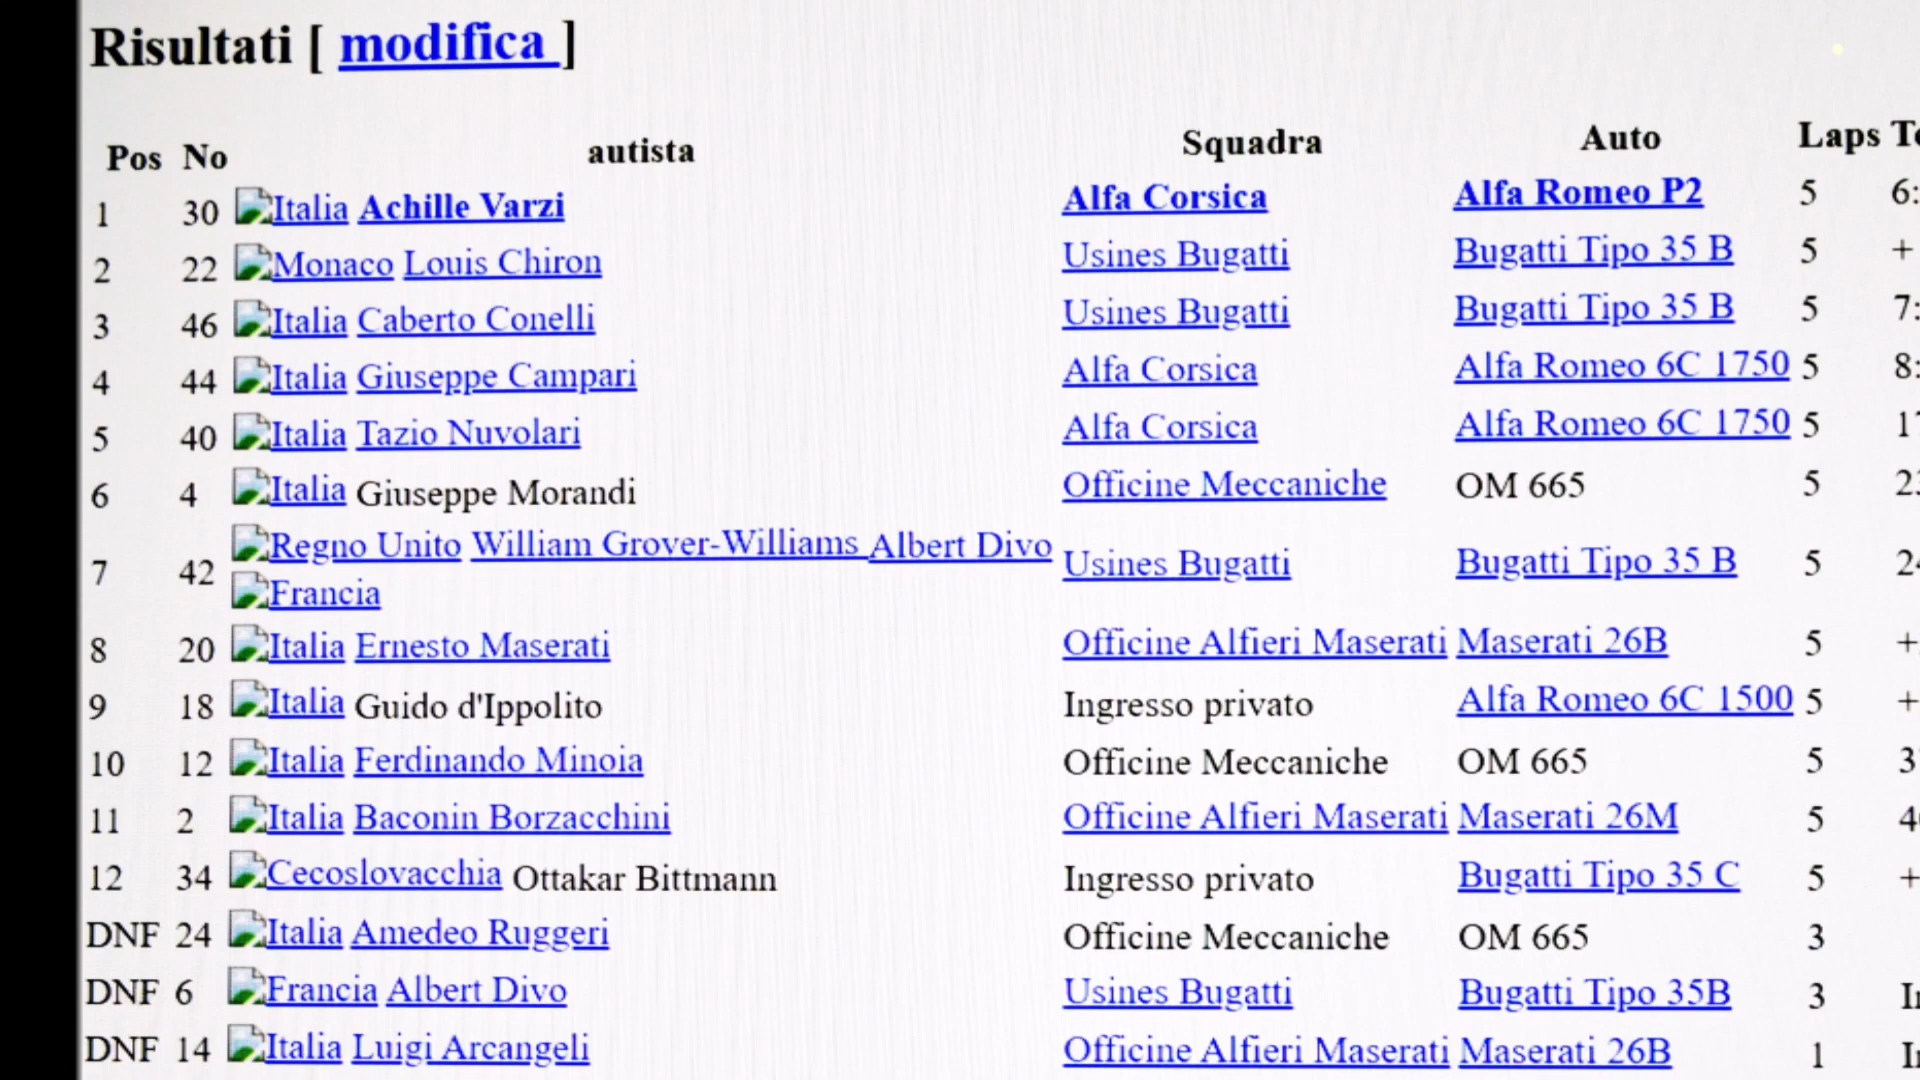 Risultati [ modifica ]
Pos No autista Squadra Auto Laps
1 30 Italia Achille Varzi Alfa Corsica Alfa Romeo P2 5 6:
2 22 Monaco Louis Chiron Usines Bugatti Bugatti Tipo 35 B 5 +
3 46 Italia Caberto Conelli Usines Bugatti Bugatti Tipo 35 B 5 7:
4 44 Italia Giuseppe Campari Alfa Corsica Alfa Romeo 6C 1750 5 8:
5 40 Italia Tazio Nuvolari Alfa Corsica Alfa Romeo 6C 1750 5
6 4 Italia Giuseppe Morandi Officine Meccaniche OM 665 5
7 42 Regno Unito William Grover-Williams Albert Divo Usines Bugatti Bugatti Tipo 35 B 5
Francia
8 20 Italia Ernesto Maserati Officine Alfieri Maserati Maserati 26B 5 +
9 18 Italia Guido d'Ippolito Ingresso privato Alfa Romeo 6C 1500 5 +
10 12 Italia Ferdinando Minoia Officine Meccaniche OM 665 5 3
11 2 Italia Baconin Borzacchini Officine Alfieri Maserati Maserati 26M 5
12 34 Cecoslovacchia Ottakar Bittmann Ingresso privato Bugatti Tipo 35 C 5 +
DNF 24 Italia Amedeo Ruggeri Officine Meccaniche OM 665 3
DNF 6 Francia Albert Divo Usines Bugatti Bugatti Tipo 35B 3
DNF 14 Italia Luigi Arcangeli Officine Alfieri Maserati Maserati 26B 1